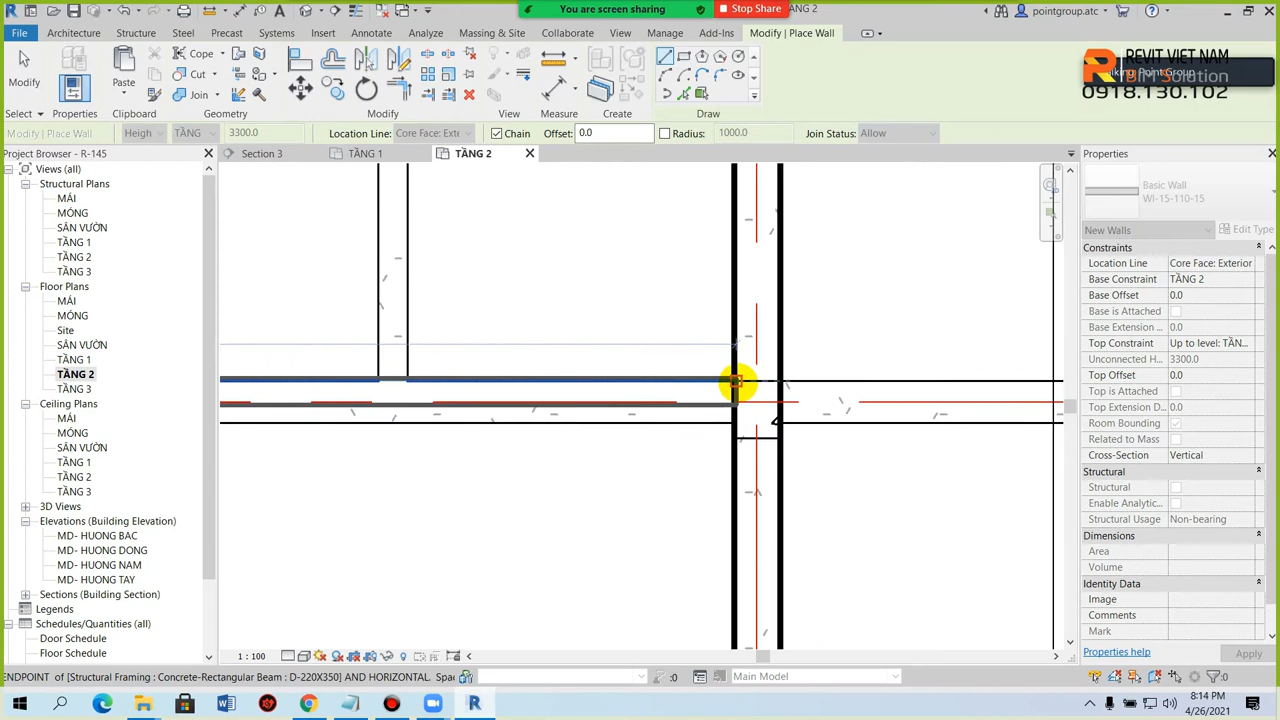 You are screen sharing
Stop Share
TẦNG 2
pointgroup.atc
File
Architecture
Structure
Steel
Precast
Systems
Insert
Annotate
Analyze
Massing & Site
Collaborate
View
Manage
Add-Ins
Modify | Place Wall
REVIT VIET NAM
BIM Solution
0918.130.102
Modify
Paste
Cope
Cut
Join
Select
Properties
Clipboard
Geometry
Modify
View
Measure
Create
Draw
Modify | Place Wall
Heigh
TẦNG
3300.0
Location Line:
Core Face: Exte
Chain
Offset:
0.0
Radius:
1000.0
Join Status:
Allow
Project Browser - R-145
Section 3
TẦNG 1
TẦNG 2
Properties
Views (all)
Structural Plans
MÁI
MÓNG
SÂN VƯỜN
TẦNG 1
TẦNG 2
TẦNG 3
Floor Plans
MÁI
MÓNG
Site
SÂN VƯỜN
TẦNG 1
TẦNG 2
TẦNG 3
Ceiling Plans
MÁI
MÓNG
SÂN VƯỜN
TẦNG 1
TẦNG 2
TẦNG 3
3D Views
Elevations (Building Elevation)
MD- HUONG BAC
MD- HUONG DONG
MD- HUONG NAM
MD- HUONG TAY
Sections (Building Section)
Legends
Schedules/Quantities (all)
Door Schedule
Floor Schedule
Basic Wall
WI-15-110-15
New Walls
Edit Type
Constraints
Location Line
Core Face: Exterior
Base Constraint
TẦNG 2
Base Offset
0.0
Base is Attached
Base Extension ...
0.0
Top Constraint
Up to level: TẦN...
Unconnected H...
3300.0
Top Offset
0.0
Top is Attached
Top Extension D...
0.0
Room Bounding
Related to Mass
Cross-Section
Vertical
Structural
Structural
Enable Analytic...
Structural Usage
Non-bearing
Dimensions
Area
Volume
Identity Data
Image
Comments
Mark
Properties help
Apply
1 : 100
ENDPOINT of [Structural Framing : Concrete-Rectangular Beam : D-220X350] AND HORIZONTAL. Spac
:0
Main Model
:0
8:14 PM
4/26/2021